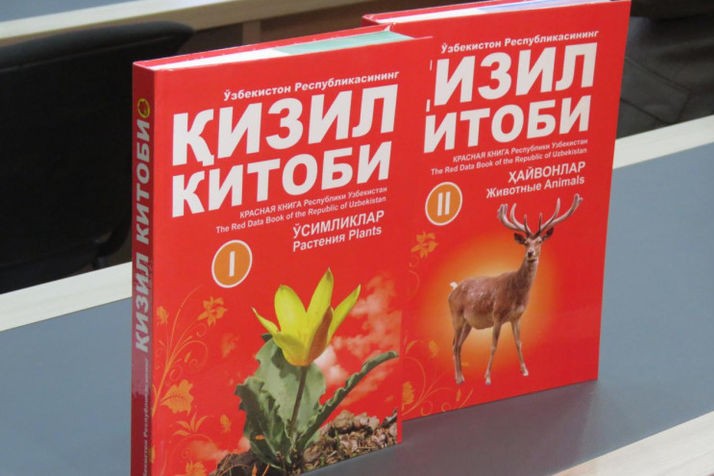 Ўзбекистон Республикасининг
ҚИЗИЛ
КИТОБИ
КРАСНАЯ КНИГА Республики Узбекистан
The Red Data Book of the Republic of Uzbekistan
ЎСИМЛИКЛАР
Растения Plants
I
ҚИЗИЛ КИТОБИ
Ўзбекистон Республикасининг
Ўзбекистон Республикасининг
ҚИЗИЛ
КИТОБИ
КРАСНАЯ КНИГА Республики Узбекистан
The Red Data Book of the Republic of Uzbekistan
ҲАЙВОНЛАР
Животные Animals
II